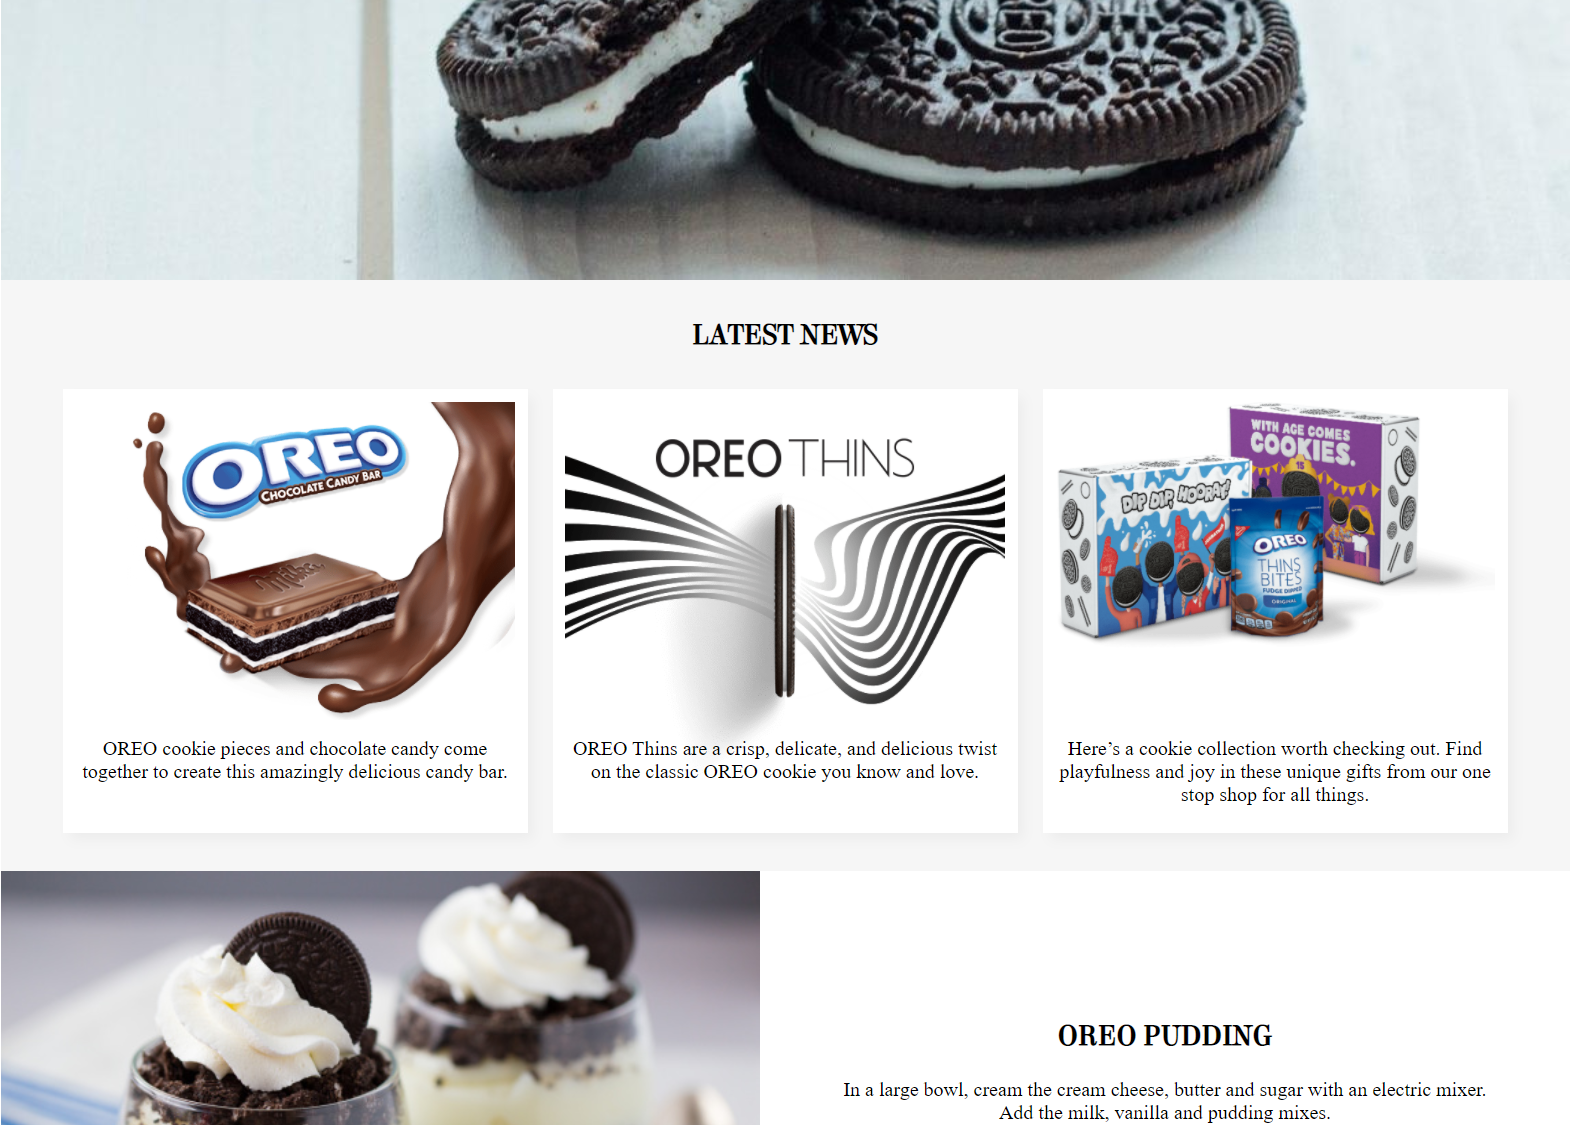 LATEST NEWS
OREO
CHOCOLATE CANDY BAR
Milka
OREO cookie pieces and chocolate candy come
together to create this amazingly delicious candy bar.
OREO THINS
OREO Thins are a crisp, delicate, and delicious twist
on the classic OREO cookie you know and love.
WITH AGE COMES
COOKIES.
15
DIP DIP, HOORAY!
OREO
THINS
BITES
FUDGE DIPPED
ORIGINAL
Here’s a cookie collection worth checking out. Find
playfulness and joy in these unique gifts from our one
stop shop for all things.
OREO PUDDING
In a large bowl, cream the cream cheese, butter and sugar with an electric mixer.
Add the milk, vanilla and pudding mixes.